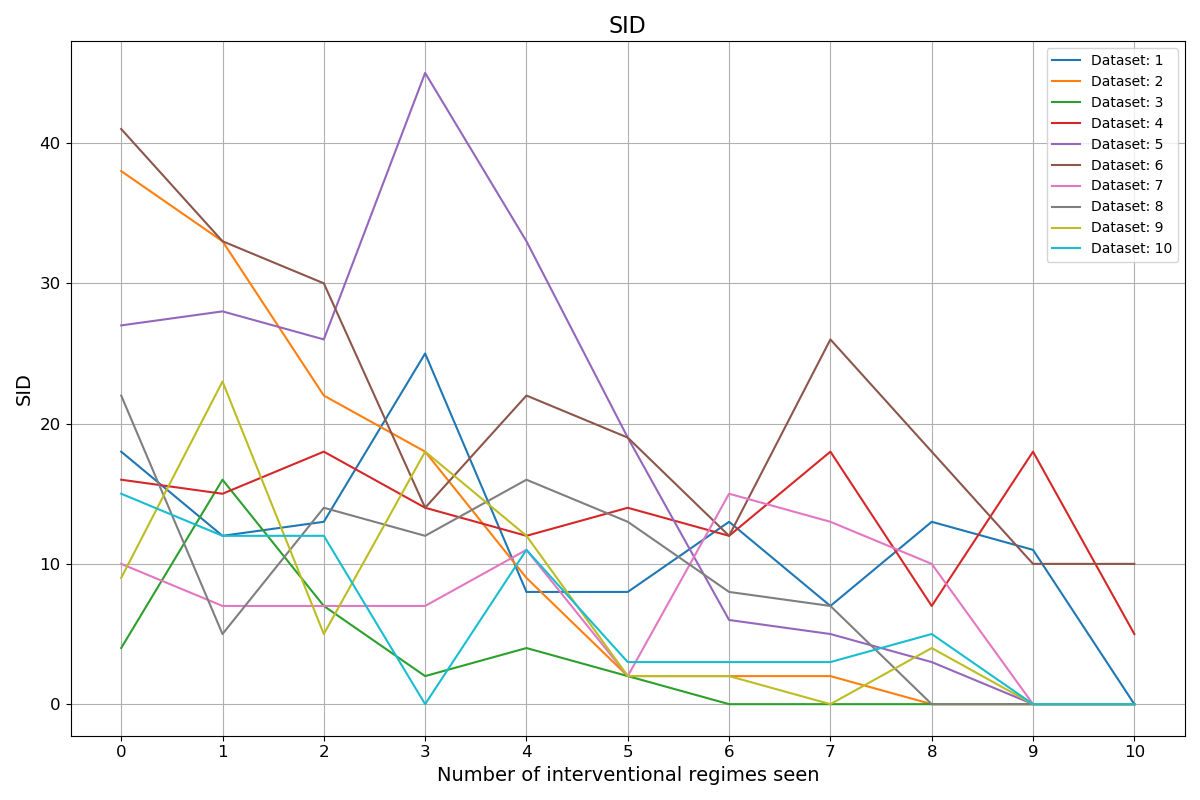 SID
Dataset: 1
Dataset: 2
Dataset: 3
Dataset: 4
Dataset: 5
Dataset: 6
Dataset: 7
Dataset: 8
Dataset: 9
Dataset: 10
40
30
20
10
0
SID
0 1 2 3 4 5 6 7 8 9 10
Number of interventional regimes seen